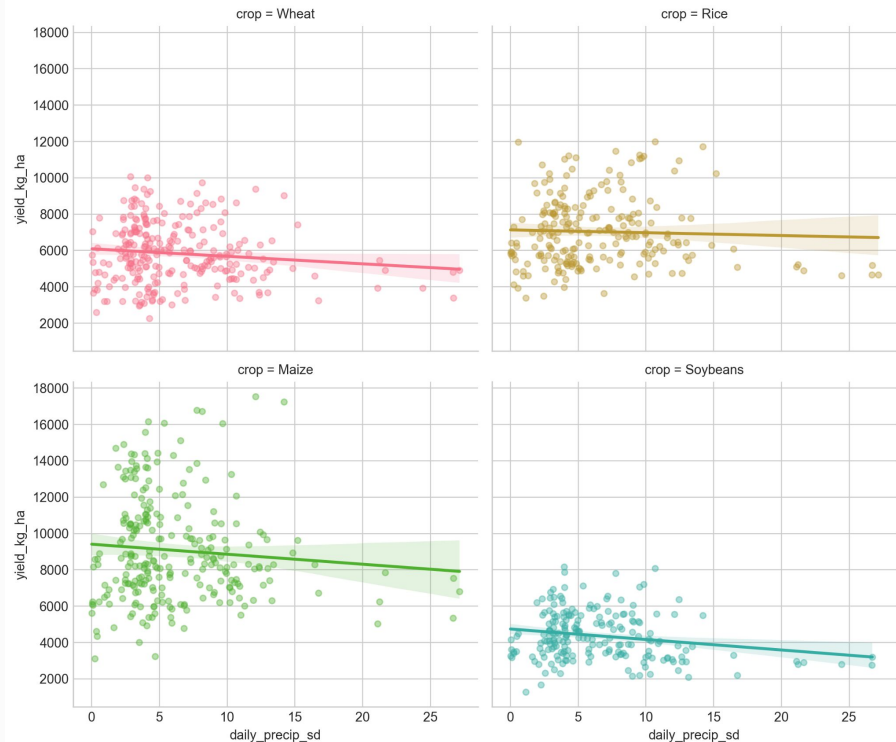 crop = Wheat
crop = Rice
18000
16000
14000
12000
10000
8000
6000
4000
2000
yield_kg_ha
crop = Maize
crop = Soybeans
18000
16000
14000
12000
10000
8000
6000
4000
2000
yield_kg_ha
0 5 10 15 20 25
0 5 10 15 20 25
daily_precip_sd
daily_precip_sd